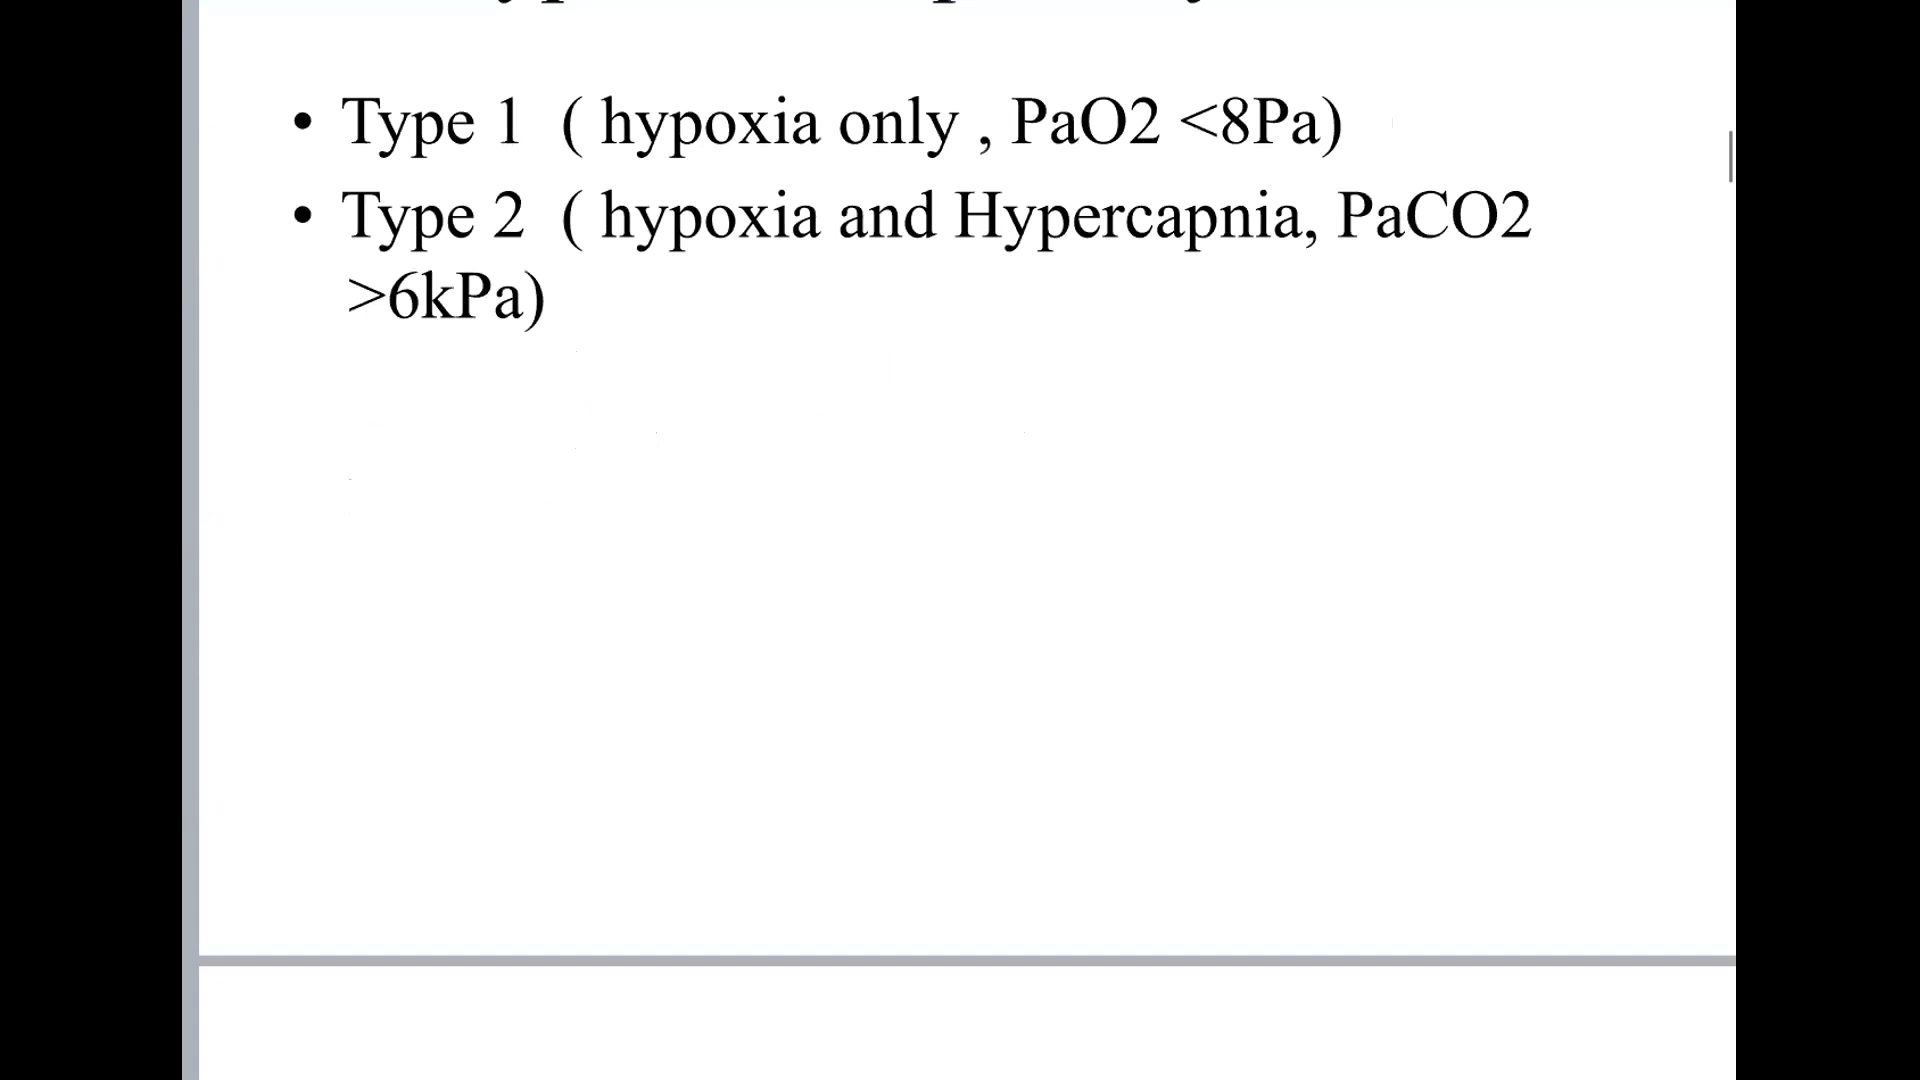 • Type 1 ( hypoxia only , PaO2 <8Pa)
• Type 2 ( hypoxia and Hypercapnia, PaCO2
>6kPa)